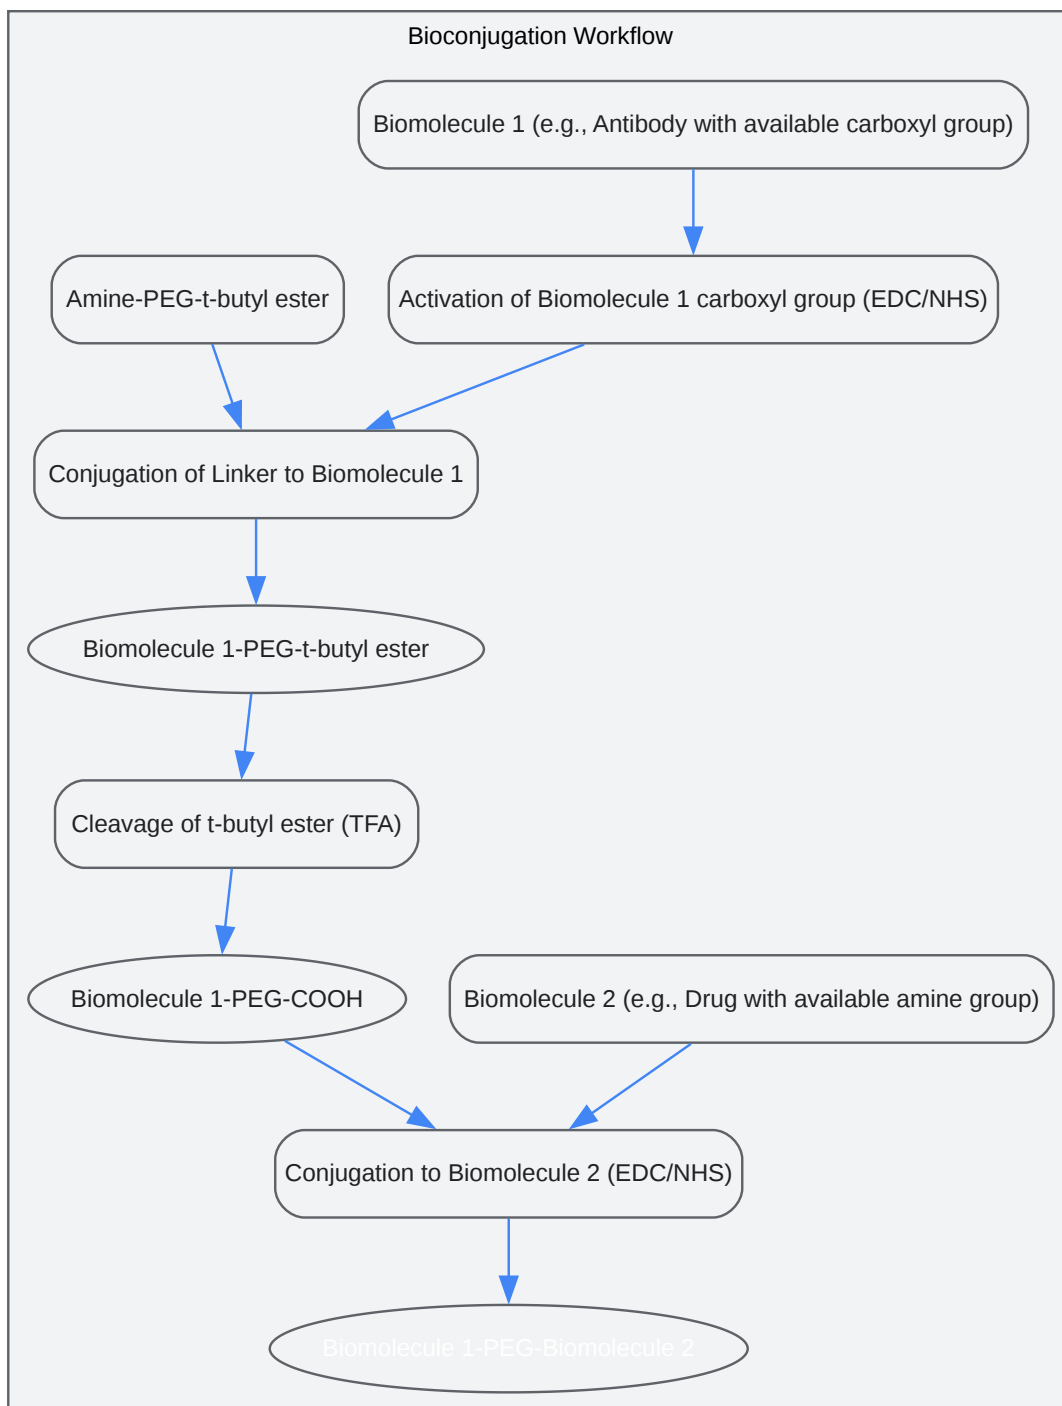 Bioconjugation Workflow
Biomolecule 1 (e.g., Antibody with available carboxyl group)
Amine-PEG-t-butyl ester
Activation of Biomolecule 1 carboxyl group (EDC/NHS)
Conjugation of Linker to Biomolecule 1
Biomolecule 1-PEG-t-butyl ester
Cleavage of t-butyl ester (TFA)
Biomolecule 1-PEG-COOH
Biomolecule 2 (e.g., Drug with available amine group)
Conjugation to Biomolecule 2 (EDC/NHS)
Biomolecule 1-PEG-Biomolecule 2